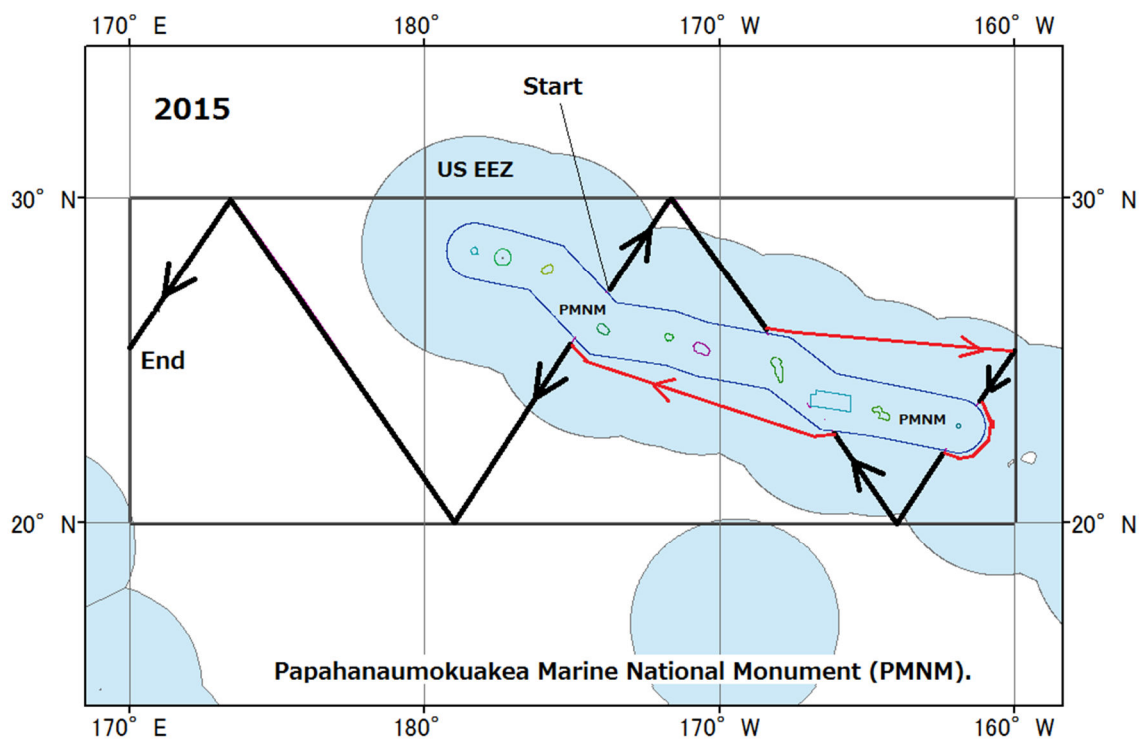 170° E 180° 170° W 160° W
Start
2015
US EEZ
30° N 30° N
PMNM
End
PMNM
20° N 20° N
Papahanaumokuakea Marine National Monument (PMNM).
170° E 180° 170° W 160° W